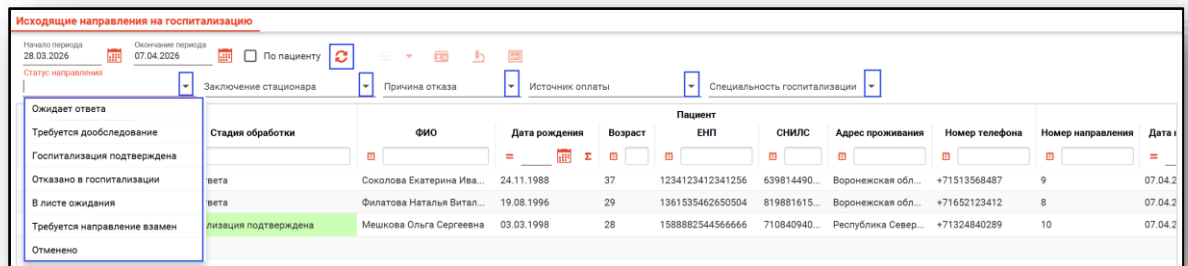 Исходящие направления на госпитализацию
Начало периода Окончание периода
28.03.2026 07.04.2026 По пациенту
Статус направления
Заключение стационара Причина отказа Источник оплаты Специальность госпитализации
Ожидает ответа
Требуется дообследование
Госпитализация подтверждена
Отказано в госпитализации
В листе ожидания
Требуется направление взамен
Отменено
Пациент
Стадия обработки ФИО Дата рождения Возраст ЕНП СНИЛС Адрес проживания Номер телефона Номер направления Дата
= Σ =
твета Соколова Екатерина Ива... 24.11.1988 37 1234123412341256 639814490... Воронежская обл... +71513568487 9 07.04.2
твета Филатова Наталья Витал... 19.08.1996 29 1361535462650504 819881615... Воронежская обл... +71652123412 8 07.04.2
лизация подтверждена Мешкова Ольга Сергеевна 03.03.1998 28 1588882544566666 710840940... Республика Север... +71324840289 10 07.04.2